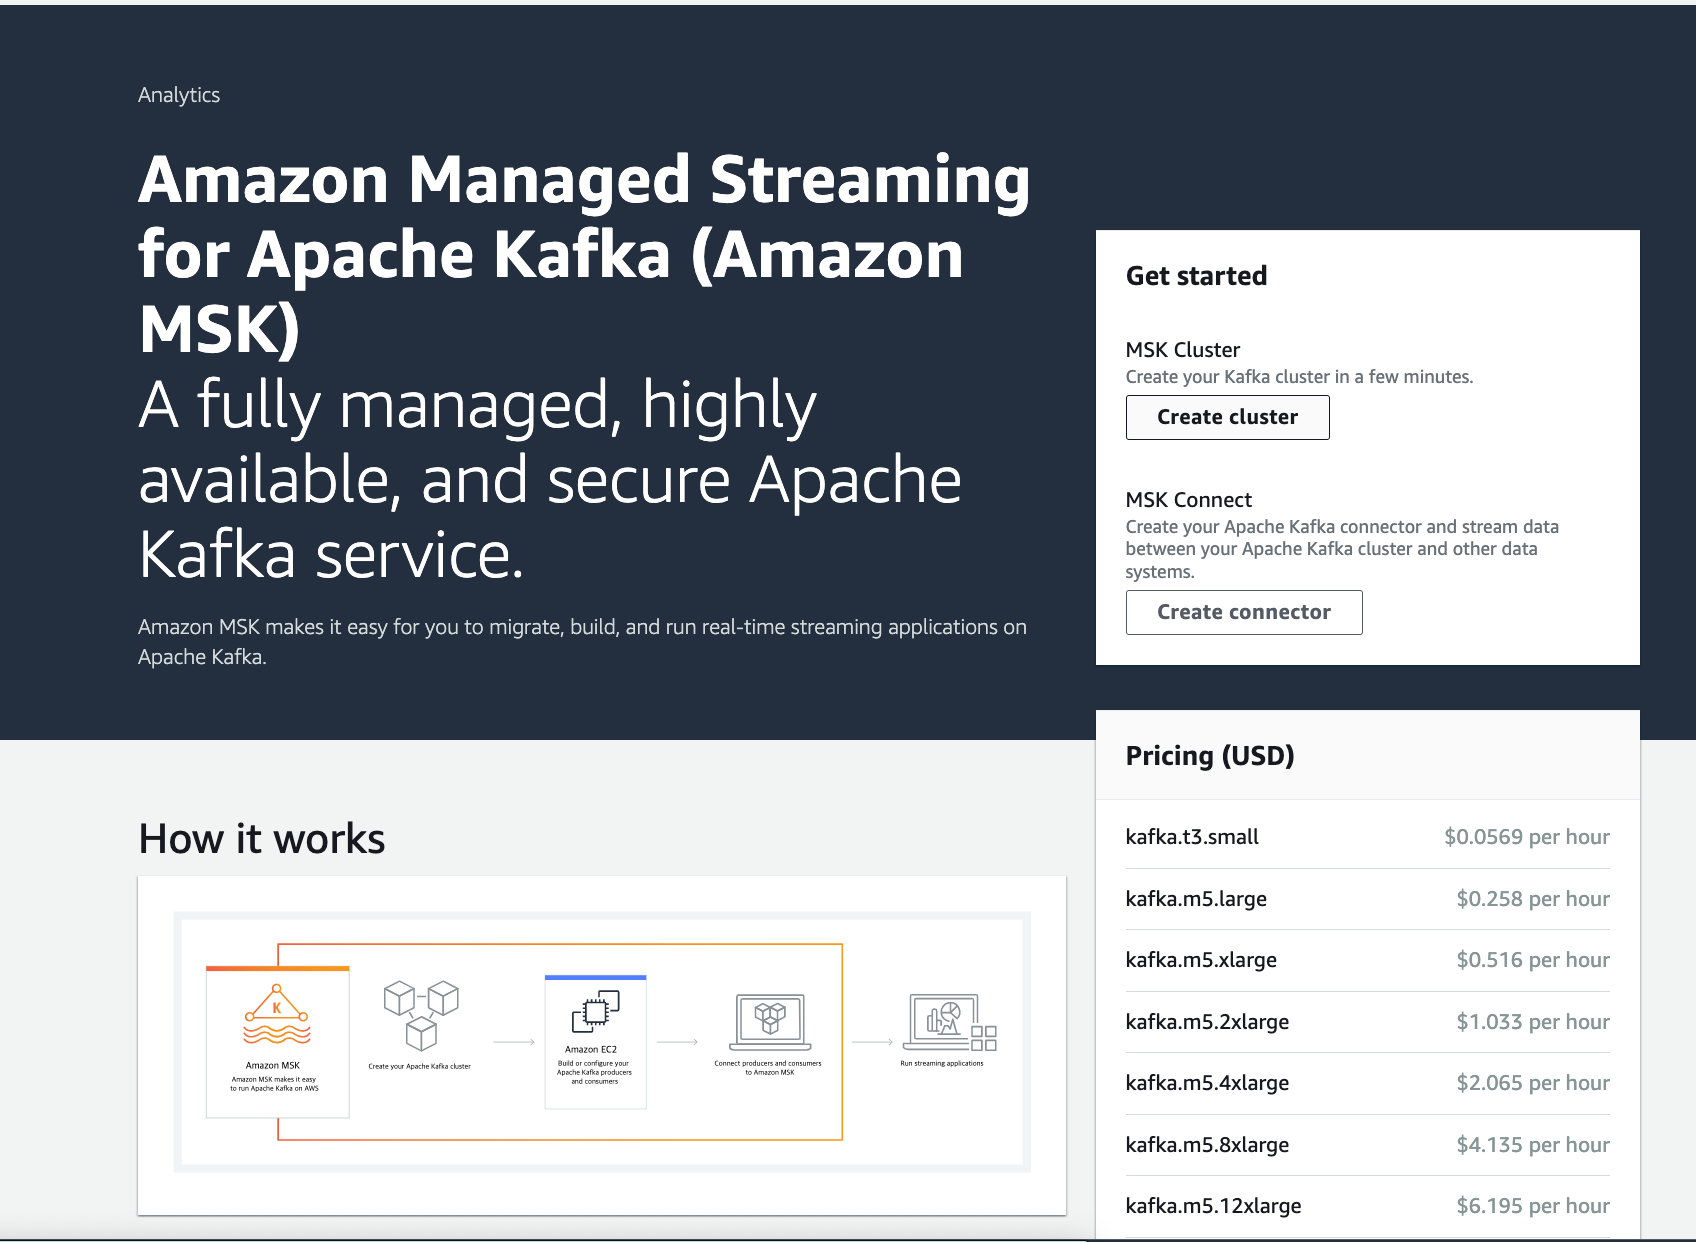 Analytics
Amazon Managed Streaming
for Apache Kafka (Amazon
MSK)
A fully managed, highly
available, and secure Apache
Kafka service.
Amazon MSK makes it easy for you to migrate, build, and run real-time streaming applications on
Apache Kafka.
Get started
MSK Cluster
Create your Kafka cluster in a few minutes.
Create cluster
MSK Connect
Create your Apache Kafka connector and stream data
between your Apache Kafka cluster and other data
systems.
Create connector
Pricing (USD)
kafka.t3.small $0.0569 per hour
kafka.m5.large $0.258 per hour
kafka.m5.xlarge $0.516 per hour
kafka.m5.2xlarge $1.033 per hour
kafka.m5.4xlarge $2.065 per hour
kafka.m5.8xlarge $4.135 per hour
kafka.m5.12xlarge $6.195 per hour
How it works
K
Amazon MSK
Amazon MSK makes it easy
to run Apache Kafka on AWS
Create your Apache Kafka cluster
Amazon EC2
Build or configure your
Apache Kafka producers
and consumers
Connect producers and consumers
to Amazon MSK
Run streaming applications